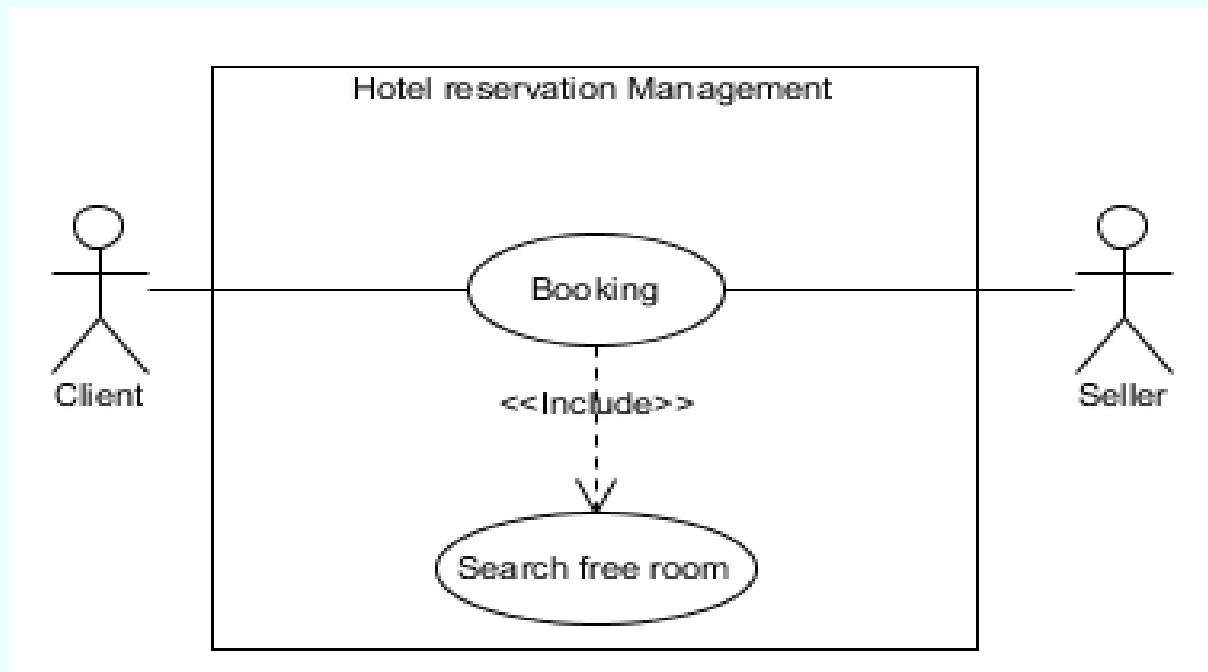 Hotel reservation Management
Booking
Client
<<Include>>
Seller
Search free room